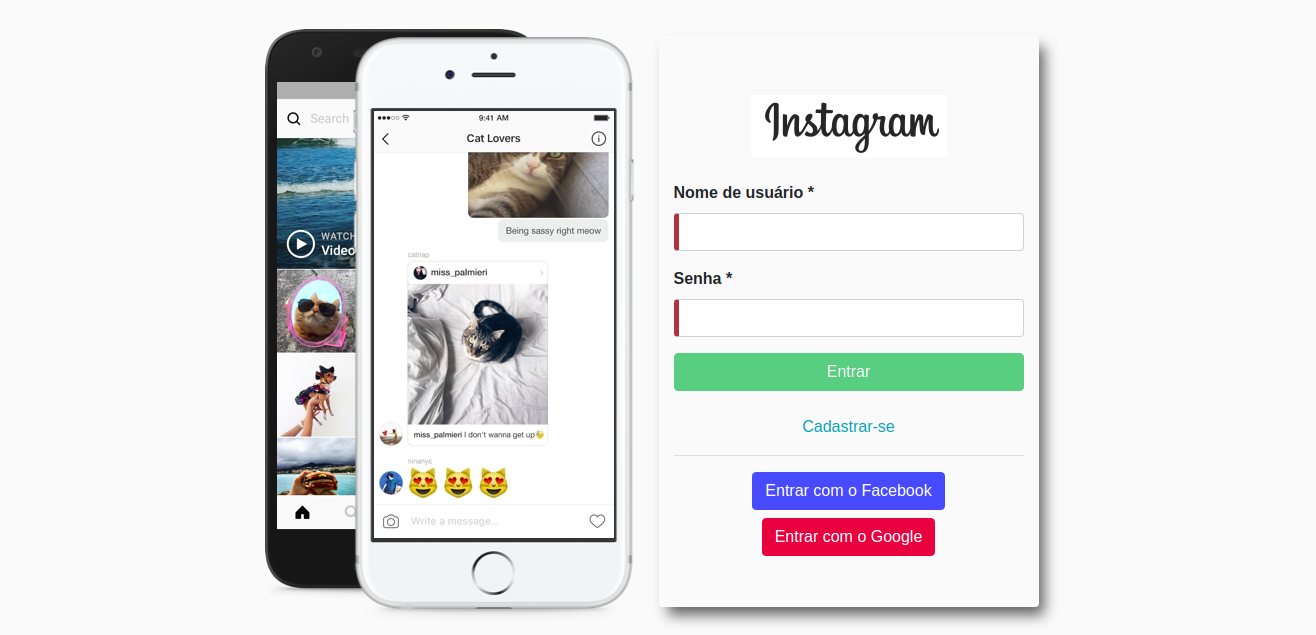 Search
WATCH
Video
9:41 AM
Cat Lovers
Being sassy right meow
catnap
miss_palmieri
miss_palmieri I don't wanna get up
ninanyc
Write a message...
Instagram
Nome de usuário *
Senha *
Entrar
Cadastrar-se
Entrar com o Facebook
Entrar com o Google